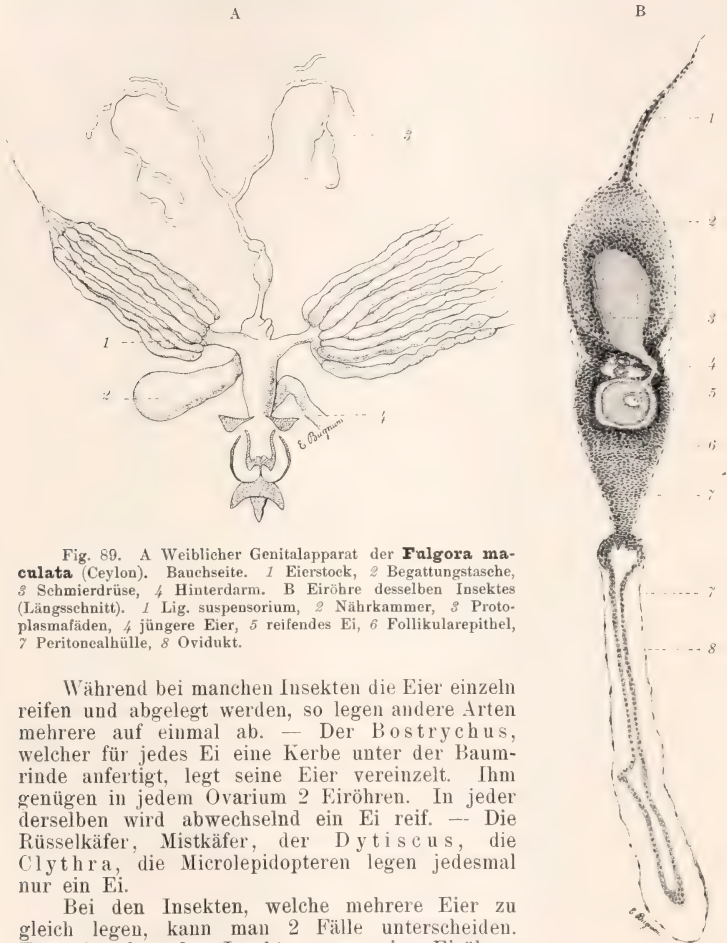 A
B
1
2
3
4
E Bugnion
1
2
3
4
5
6
7
7
8
E Bugnion
Fig. 89. A Weiblicher Genitalapparat der Fulgora ma-
culata (Ceylon). Bauchseite. 1 Eierstock, 2 Begattungstasche,
3 Schmierdrüse, 4 Hinterdarm. B Eiröhre desselben Insektes
(Längsschnitt). 1 Lig. suspensorium, 2 Nährkammer, 3 Proto-
plasmafäden, 4 jüngere Eier, 5 reifendes Ei, 6 Follikularepithel,
7 Peritonealhülle, 8 Ovidukt.
Während bei manchen Insekten die Eier einzeln
reifen und abgelegt werden, so legen andere Arten
mehrere auf einmal ab. — Der Bostrychus,
welcher für jedes Ei eine Kerbe unter der Baum-
rinde anfertigt, legt seine Eier vereinzelt. Ihm
genügen in jedem Ovarium 2 Eiröhren. In jeder
derselben wird abwechselnd ein Ei reif. — Die
Rüsselkäfer, Mistkäfer, der Dytiscus, die
Clythra, die Microlepidopteren legen jedesmal
nur ein Ei.
Bei den Insekten, welche mehrere Eier zu
gleich legen, kann man 2 Fälle unterscheiden.